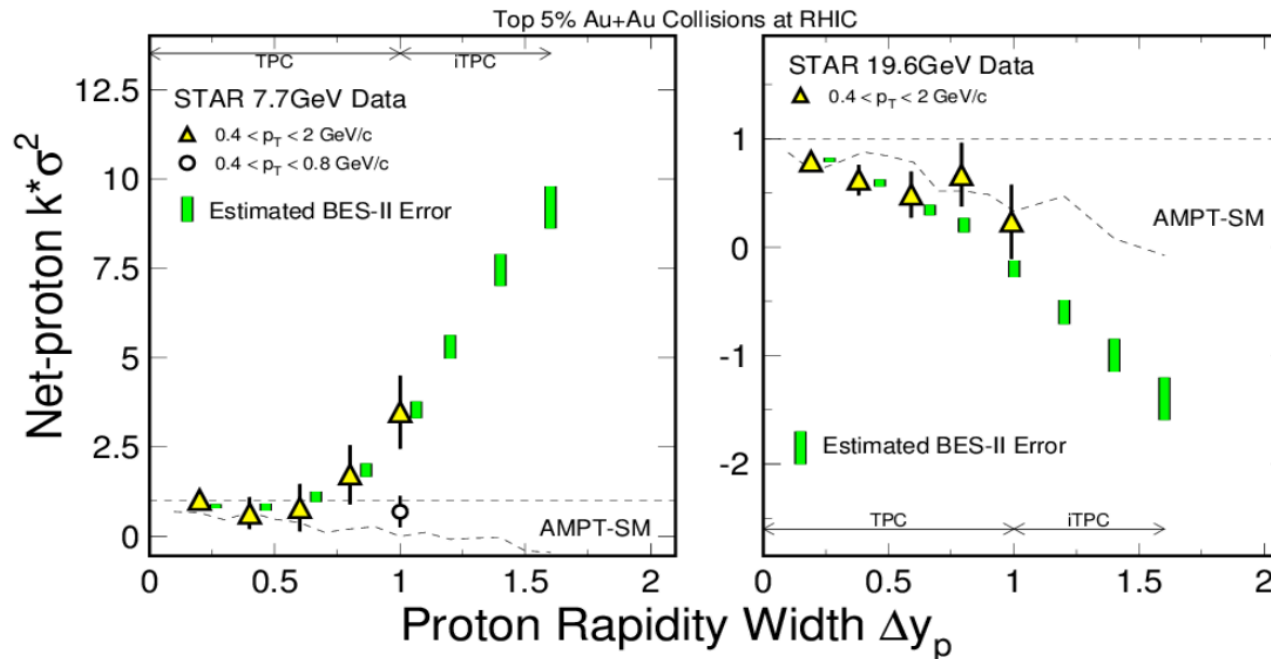 Top 5% Au+Au Collisions at RHIC
TPC
iTPC
STAR 7.7GeV Data
0.4 < pT < 2 GeV/c
0.4 < pT < 0.8 GeV/c
Estimated BES-II Error
AMPT-SM
12.5
10
7.5
5
2.5
0
0
0.5
1
1.5
2
Net-proton k*σ²
STAR 19.6GeV Data
0.4 < pT < 2 GeV/c
AMPT-SM
Estimated BES-II Error
TPC
iTPC
1
0
-1
-2
0
0.5
1
1.5
2
Proton Rapidity Width Δyp